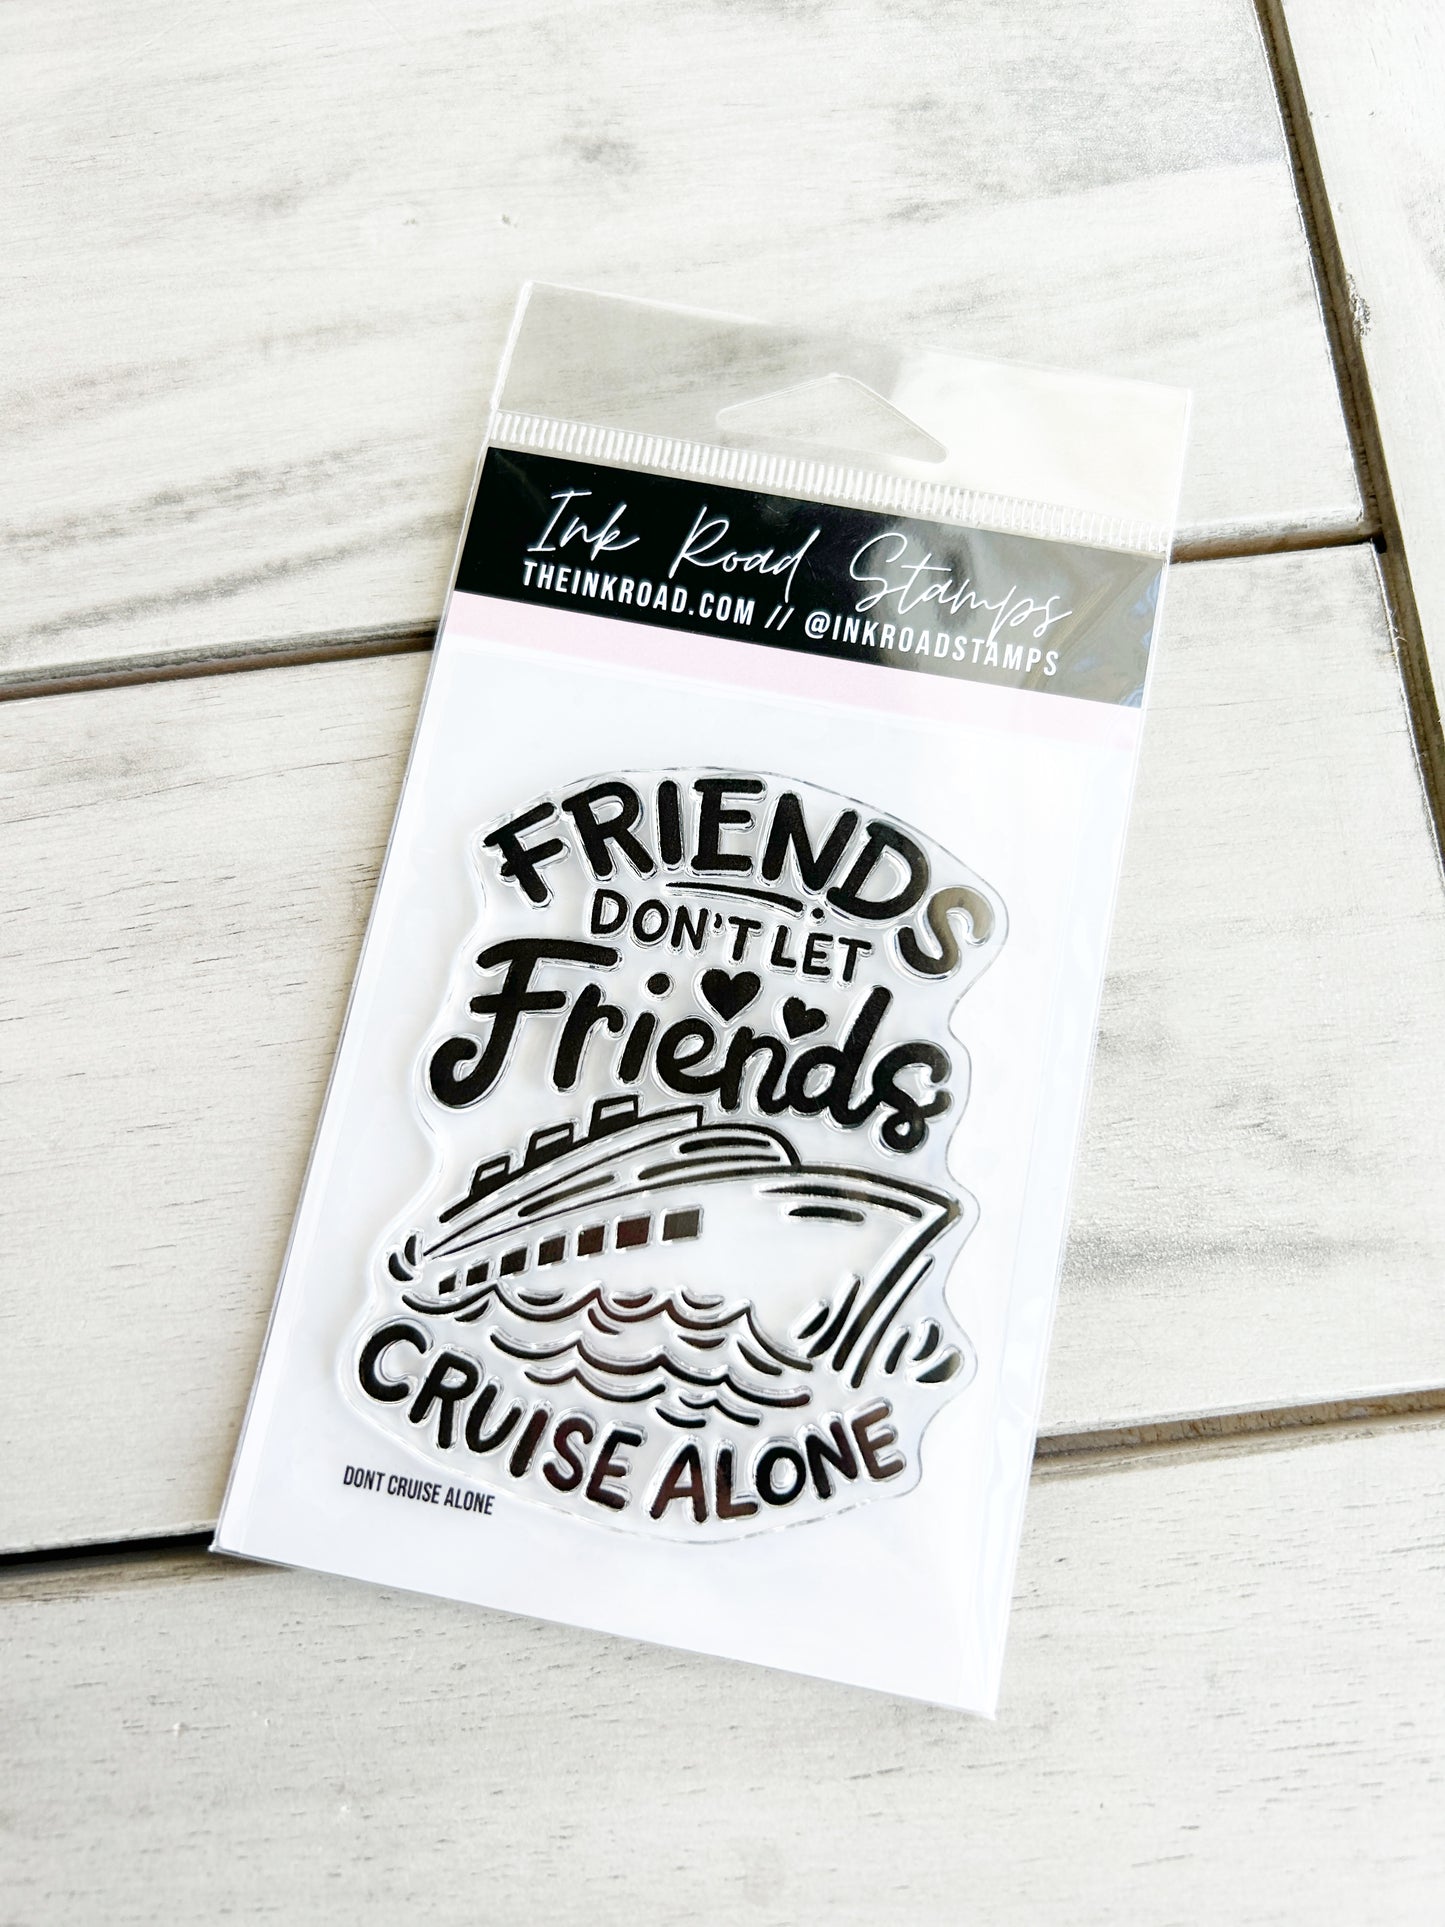 Ink Road Stamps
THEINKROAD.COM // @INKROADSTAMPS
FRIENDS
DON'T LET
Friends
CRUISE ALONE
DONT CRUISE ALONE